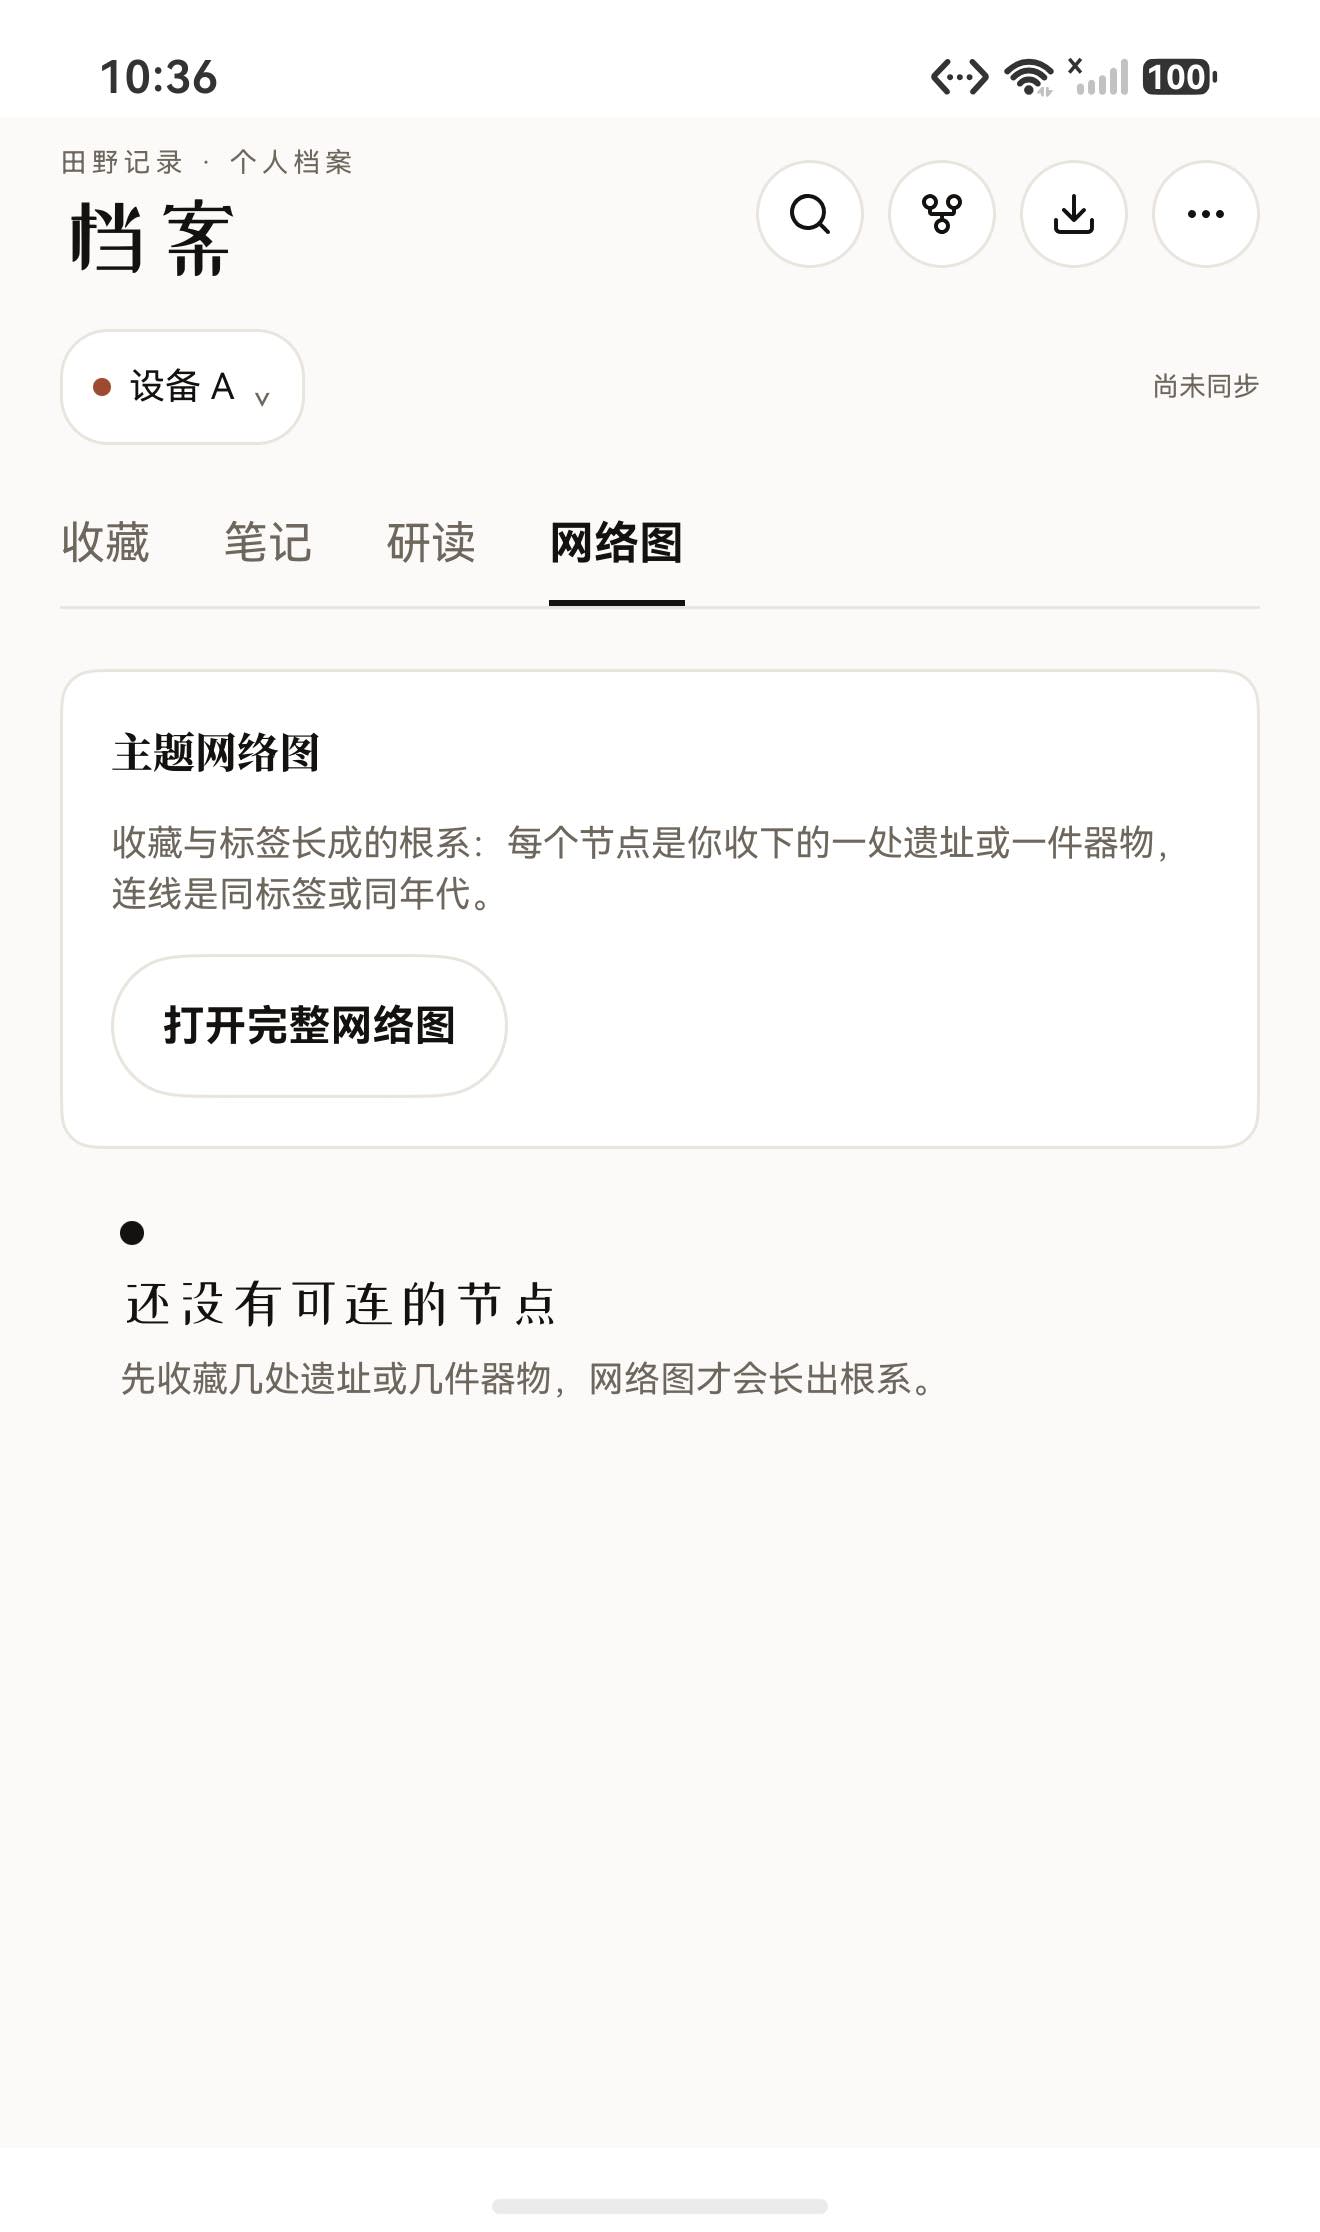 10:36
100
田野记录 · 个人档案
档案
设备 A
尚未同步
收藏 笔记 研读 网络图
主题网络图
收藏与标签长成的根系：每个节点是你收下的一处遗址或一件器物，
连线是同标签或同年代。
打开完整网络图
还没有可连的节点
先收藏几处遗址或几件器物，网络图才会长出根系。